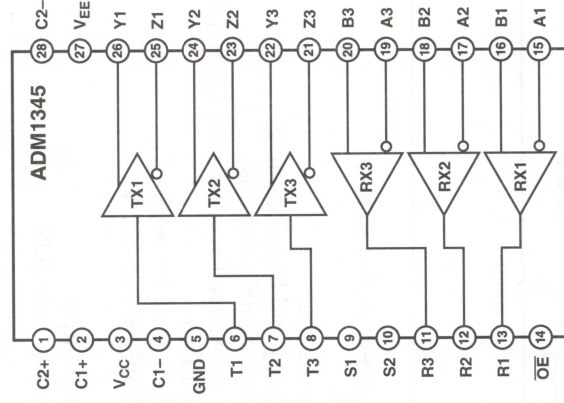 ADM1345
C2+ 1
C1+ 2
VCC 3
C1– 4
GND 5
T1 6
T2 7
T3 8
S1 9
S2 10
R3 11
R2 12
R1 13
OE 14
28 C2–
27 VEE
26 Y1
25 Z1
24 Y2
23 Z2
22 Y3
21 Z3
20 B3
19 A3
18 B2
17 A2
16 B1
15 A1
TX1
TX2
TX3
RX3
RX2
RX1